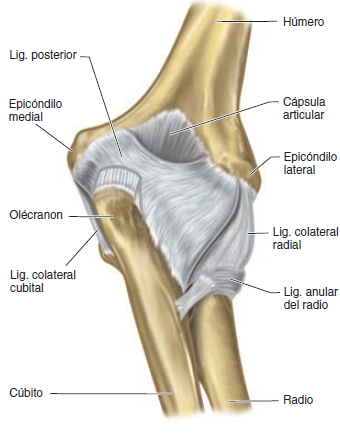 Húmero
Lig. posterior
Epicóndilo
medial
Cápsula
articular
Epicóndilo
lateral
Olécranon
Lig. colateral
radial
Lig. colateral
cubital
Lig. anular
del radio
Cúbito
Radio